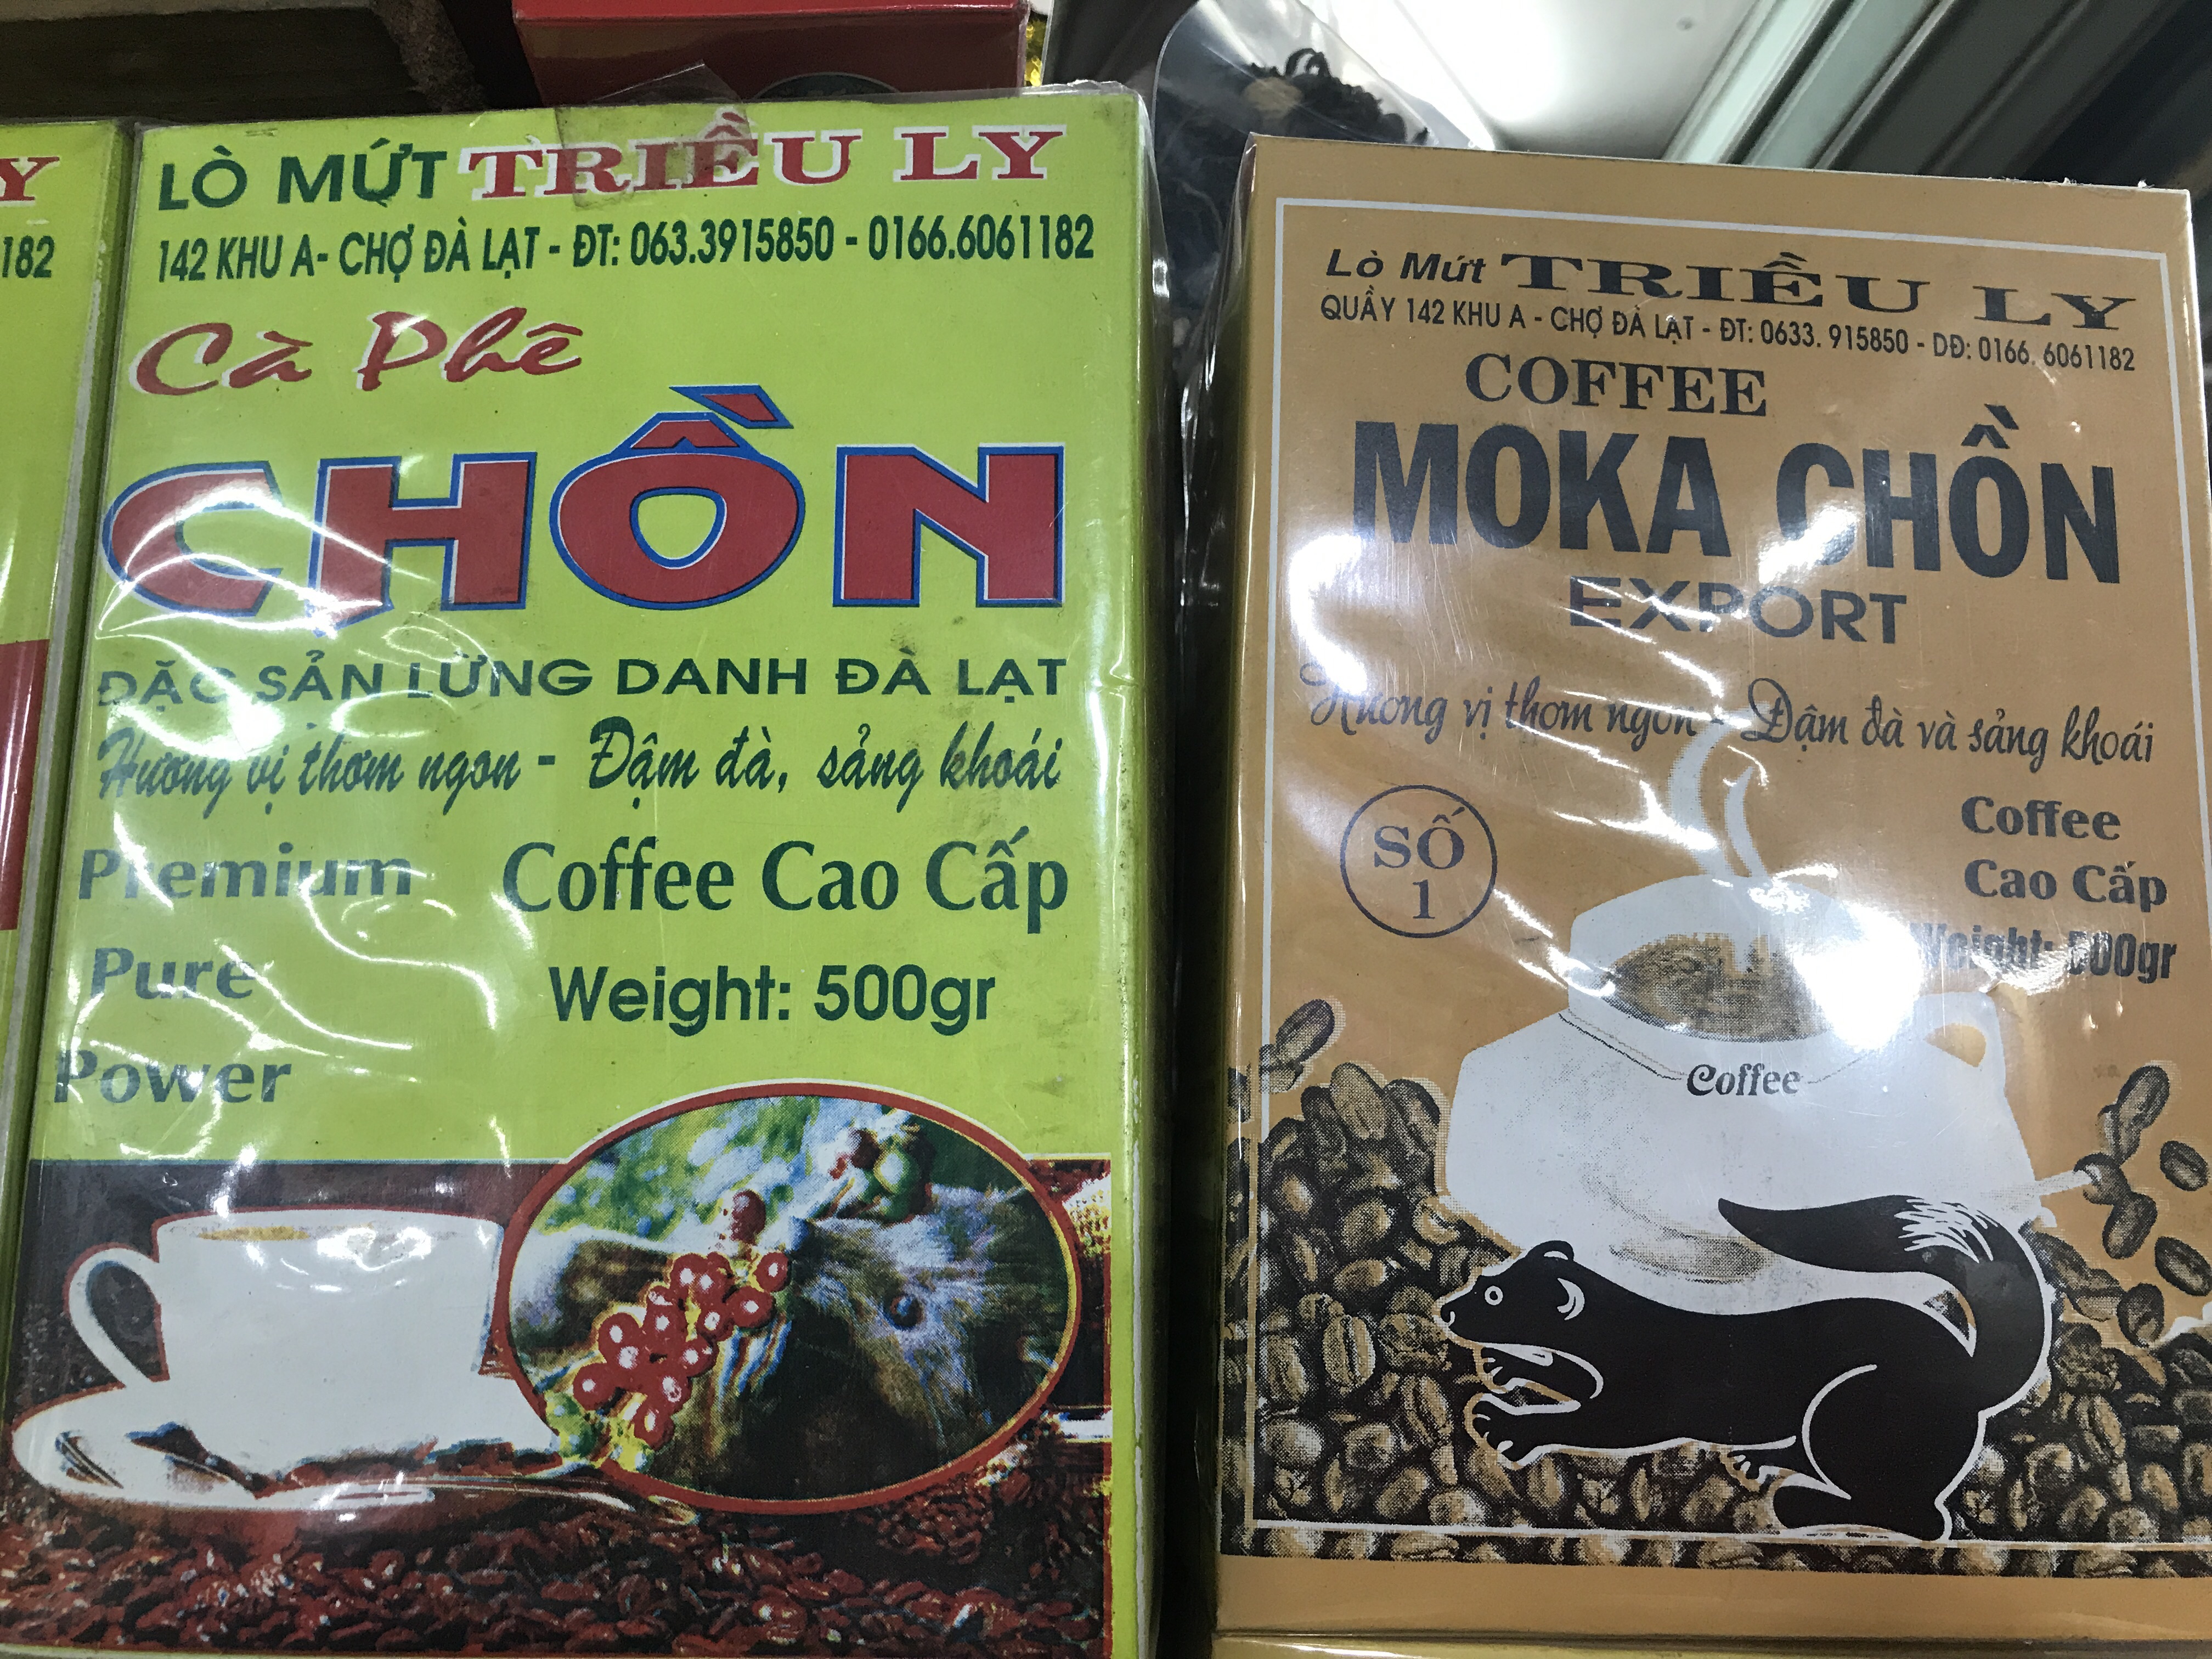 Y
182
LÒ MỨT TRIỀU LY
142 KHU A- CHỢ ĐÀ LẠT - ĐT: 063.3915850 - 0166.6061182
Cà Phê
CHỒN
ĐẶC SẢN LỪNG DANH ĐÀ LẠT
Hương vị thơm ngon - Đậm đà, sảng khoái
Premium Coffee Cao Cấp
Pure
Weight: 500gr
Power
Lò Mứt TRIỀU LY
QUẦY 142 KHU A - CHỢ ĐÀ LẠT - ĐT: 0633. 915850 - DĐ: 0166. 6061182
COFFEE
MOKA CHỒN
EXPORT
Hương vị thơm ngon - Đậm đà và sảng khoái
SỐ
1
Coffee
Cao Cấp
Weight: 500gr
Coffee